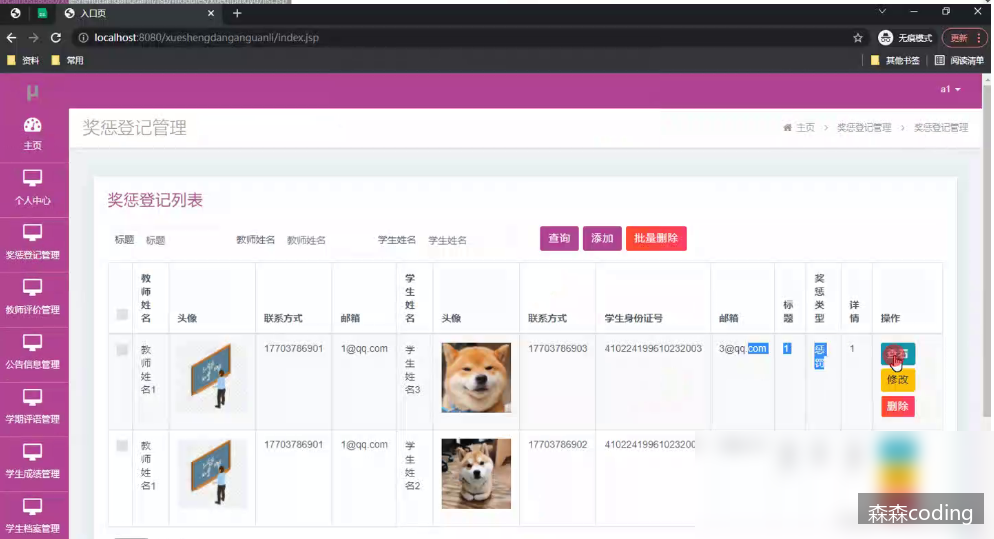 入口页
localhost:8080/xueshengdanganguanli/index.jsp
无痕模式
更新
资料
常用
其他书签
阅读清单
μ
a1
主页
个人中心
奖惩登记管理
教师评价管理
公告信息管理
学期评语管理
学生成绩管理
学生档案管理
奖惩登记管理
主页 > 奖惩登记管理 > 奖惩登记管理
奖惩登记列表
标题 标题 教师姓名 教师姓名 学生姓名 学生姓名 查询 添加 批量删除
教师姓名 头像 联系方式 邮箱 学生姓名 头像 联系方式 学生身份证号 邮箱 标题 奖惩类型 详情 操作
教师姓名1 17703786901 1@qq.com 学生姓名3 17703786903 410224199610232003 3@qq.com 1 惩罚 1
修改
删除
教师姓名1 17703786901 1@qq.com 学生姓名2 17703786902
森森coding